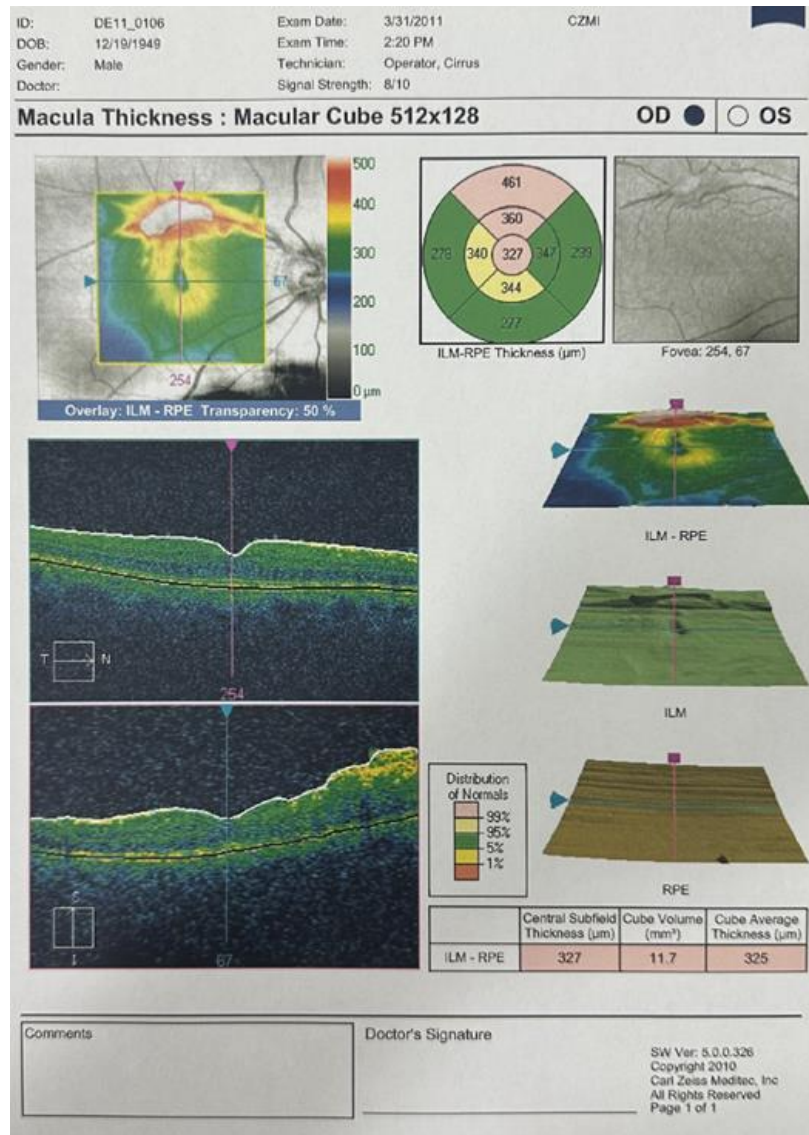 ID: DE11_0106 Exam Date: 3/31/2011 CZMI
DOB: 12/19/1949 Exam Time: 2:20 PM
Gender: Male Technician: Operator, Cirrus
Doctor: Signal Strength: 8/10
Macula Thickness : Macular Cube 512x128 OD OS
500
400
300
200
100
0 µm
67
254
Overlay: ILM - RPE Transparency: 50 %
461
360
278 340 327 347 299
344
277
ILM-RPE Thickness (µm)
Fovea: 254, 67
ILM - RPE
T N
254
ILM
Distribution
of Normals
99%
95%
5%
1%
RPE
S
I
67
Central Subfield Thickness (µm) Cube Volume (mm³) Cube Average Thickness (µm)
ILM - RPE 327 11.7 325
Comments
Doctor's Signature
SW Ver: 5.0.0.326
Copyright 2010
Carl Zeiss Meditec, Inc
All Rights Reserved
Page 1 of 1